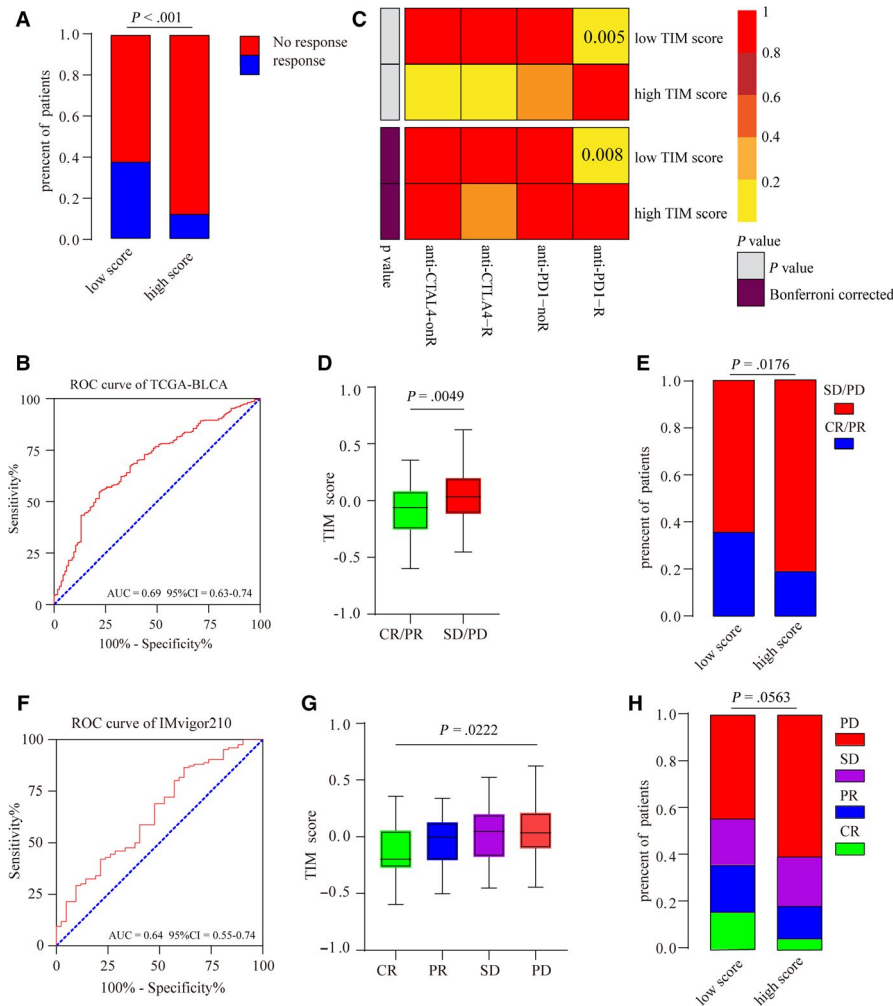 A
P < .001
1.0
0.8
0.6
0.4
0.2
0.0
prencent of patients
low score
high score
No response
response
C
0.005
low TIM score
high TIM score
0.008
low TIM score
high TIM score
p value
anti-CTAL4-onR
anti-CTLA4-R
anti-PD1-noR
anti-PD1-R
1
0.8
0.6
0.4
0.2
P value
P value
Bonferroni corrected
B
ROC curve of TCGA-BLCA
100
75
50
25
0
Sensitivity%
AUC = 0.69 95%CI = 0.63-0.74
0 25 50 75 100
100% - Specificity%
D
P = .0049
1.0
0.5
0.0
-0.5
-1.0
TIM score
CR/PR
SD/PD
E
P = .0176
1.0
0.8
0.6
0.4
0.2
0.0
prencent of patients
low score
high score
SD/PD
CR/PR
F
ROC curve of IMvigor210
100
75
50
25
0
Sensitivity%
AUC = 0.64 95%CI = 0.55-0.74
0 25 50 75 100
100% - Specificity%
G
P = .0222
1.0
0.5
0.0
-0.5
-1.0
TIM score
CR PR SD PD
H
P = .0563
1.0
0.8
0.6
0.4
0.2
0.0
prencent of patients
low score
high score
PD
SD
PR
CR